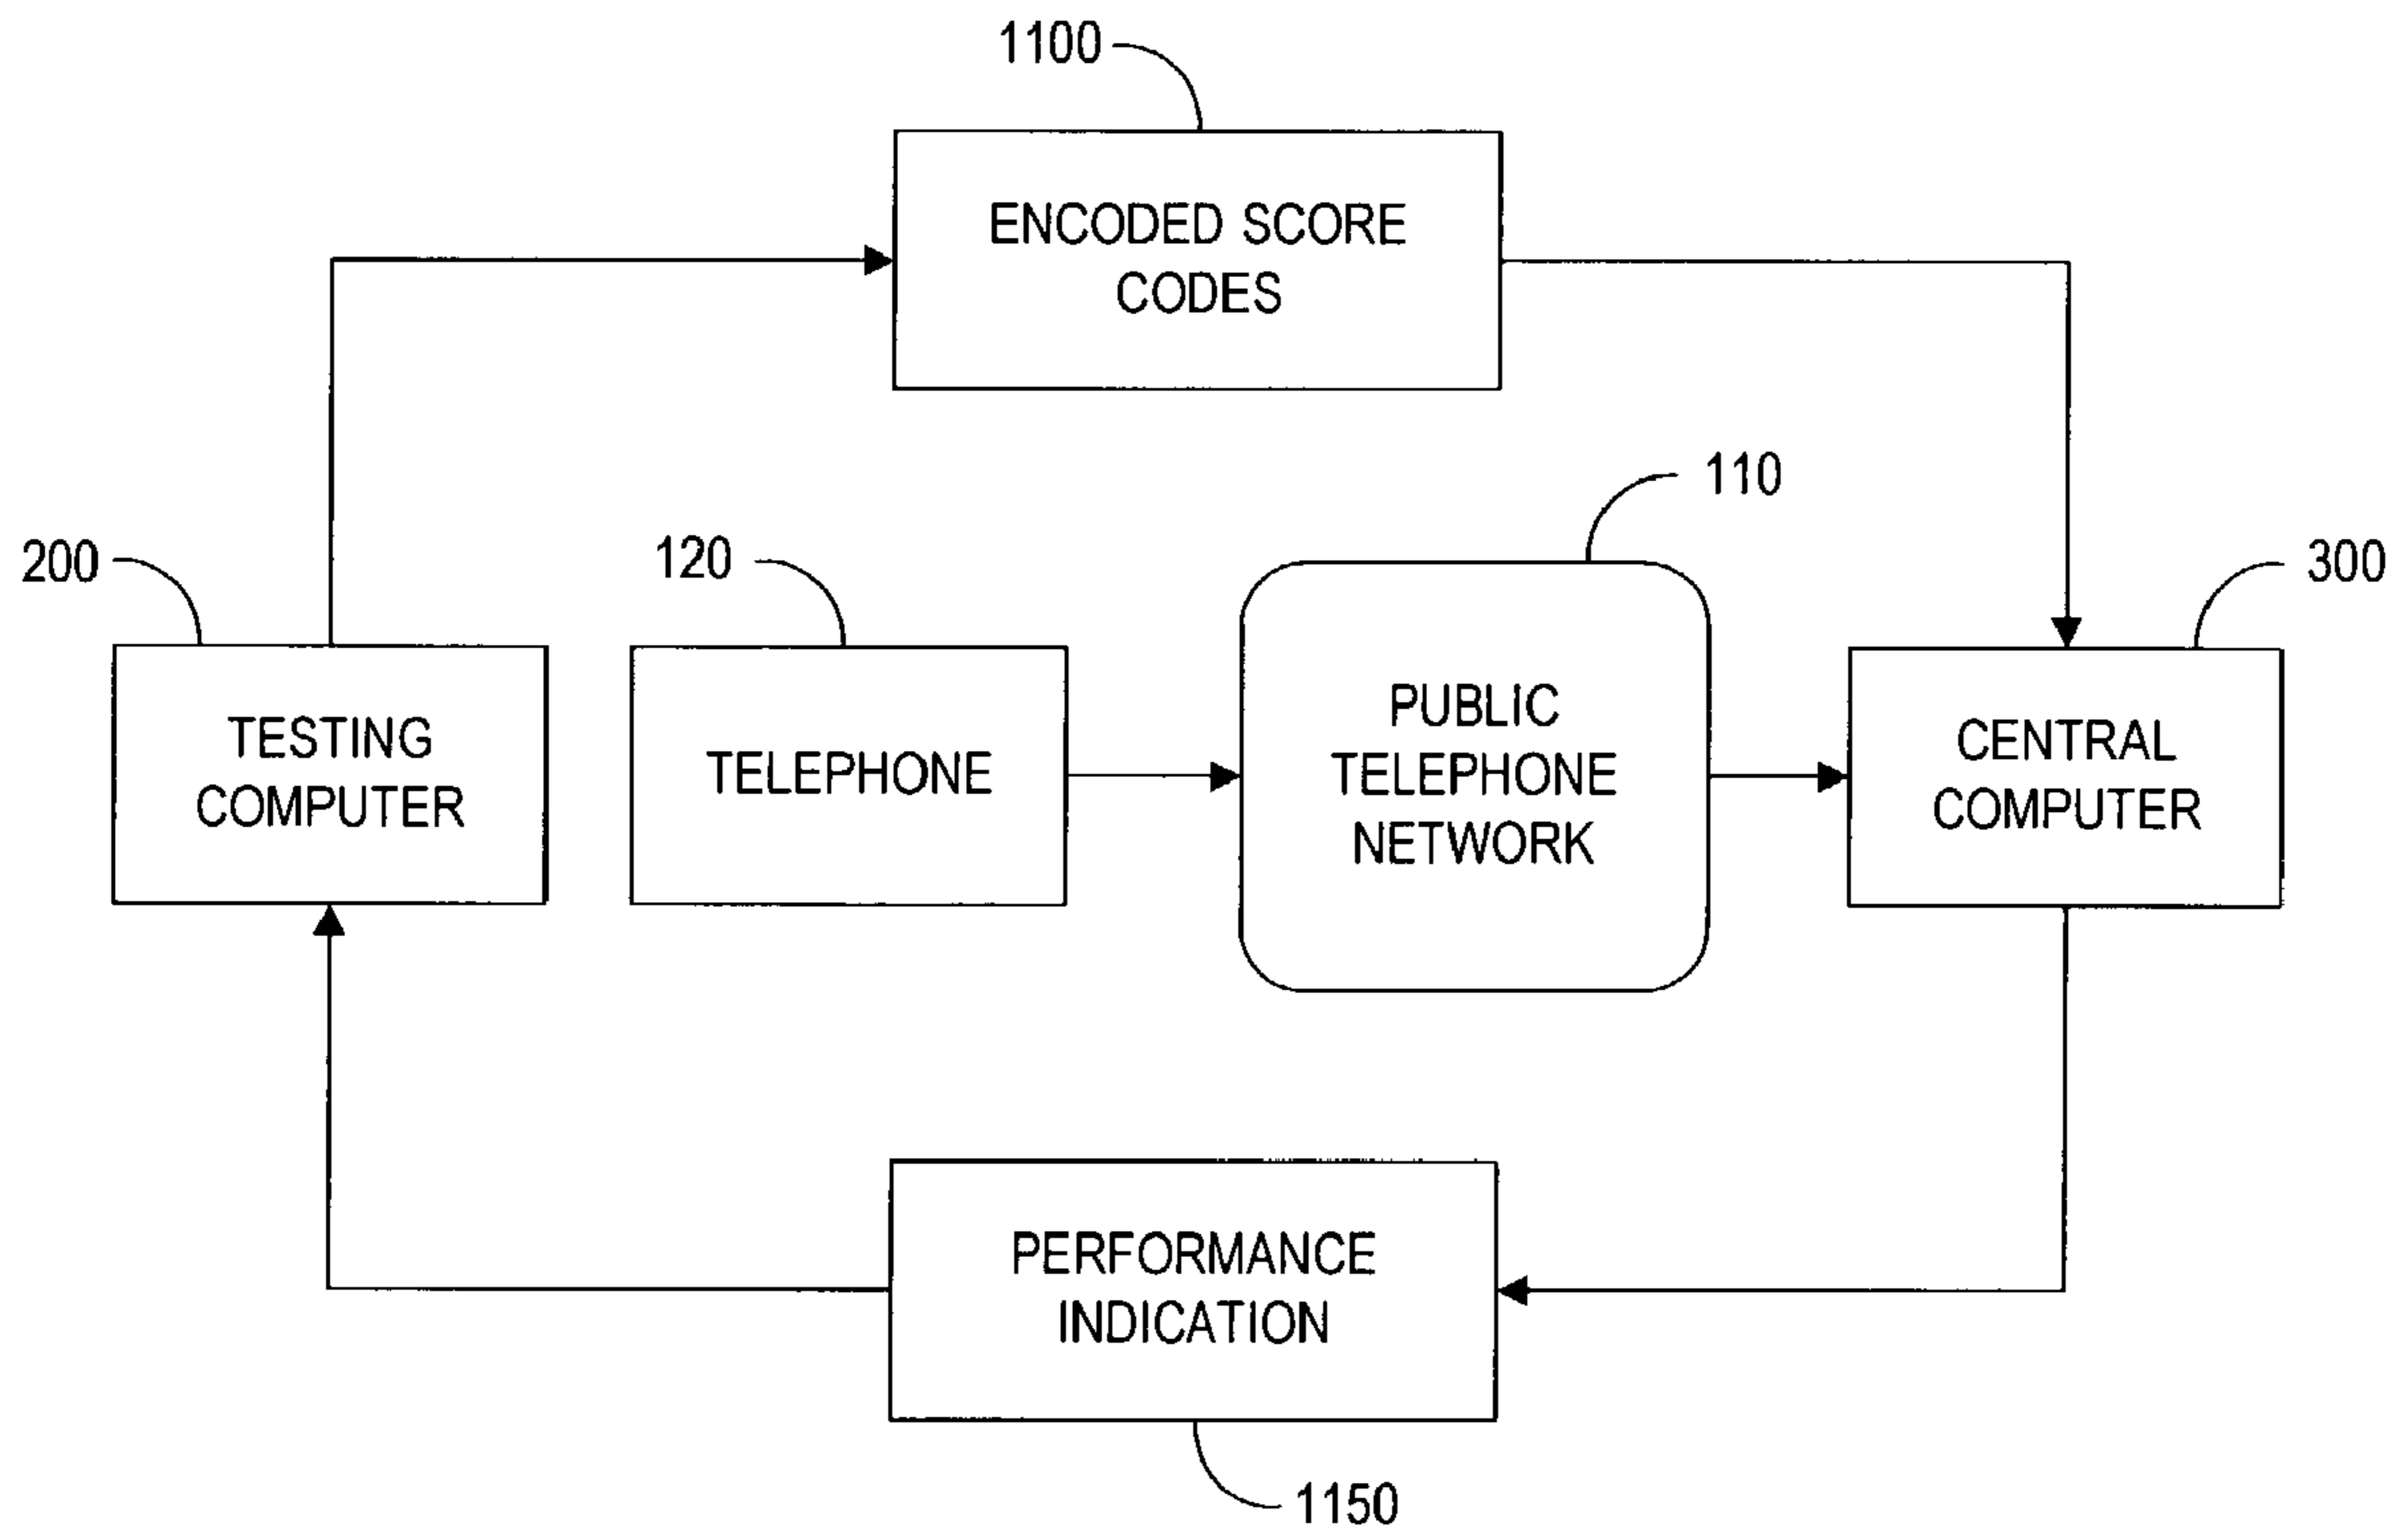 1100
ENCODED SCORE
CODES
110
200
120
300
TESTING
COMPUTER
TELEPHONE
PUBLIC
TELEPHONE
NETWORK
CENTRAL
COMPUTER
PERFORMANCE
INDICATION
1150